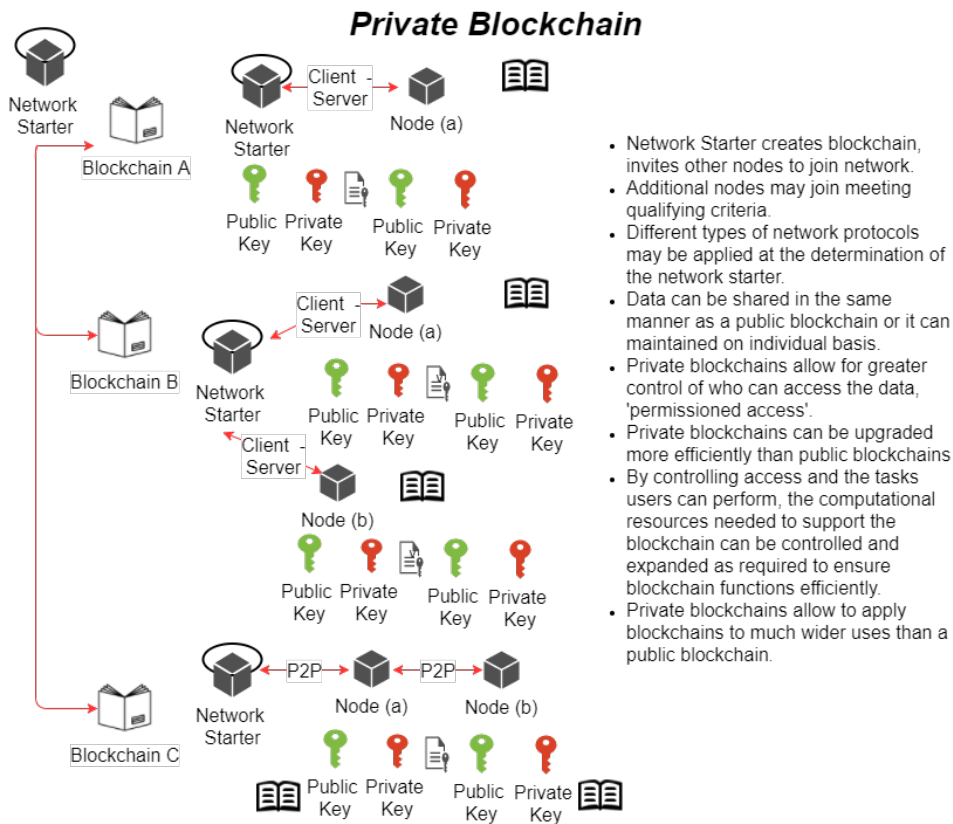 Private Blockchain
Network
Starter
Blockchain A
Client -
Server
Network
Starter
Node (a)
Public
Key
Private
Key
Public
Key
Private
Key
Blockchain B
Client -
Server
Node (a)
Network
Starter
Public
Key
Private
Key
Public
Key
Private
Key
Client -
Server
Node (b)
Public
Key
Private
Key
Public
Key
Private
Key
Blockchain C
Network
Starter
P2P
Node (a)
P2P
Node (b)
Public
Key
Private
Key
Public
Key
Private
Key
• Network Starter creates blockchain,
invites other nodes to join network.
• Additional nodes may join meeting
qualifying criteria.
• Different types of network protocols
may be applied at the determination of
the network starter.
• Data can be shared in the same
manner as a public blockchain or it can
maintained on individual basis.
• Private blockchains allow for greater
control of who can access the data,
'permissioned access'.
• Private blockchains can be upgraded
more efficiently than public blockchains
• By controlling access and the tasks
users can perform, the computational
resources needed to support the
blockchain can be controlled and
expanded as required to ensure
blockchain functions efficiently.
• Private blockchains allow to apply
blockchains to much wider uses than a
public blockchain.